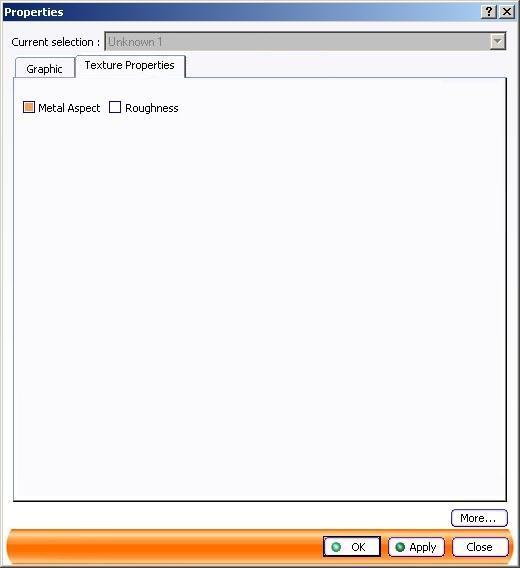 Properties
Current selection : Unknown 1
Graphic Texture Properties
Metal Aspect Roughness
More...
OK Apply Close